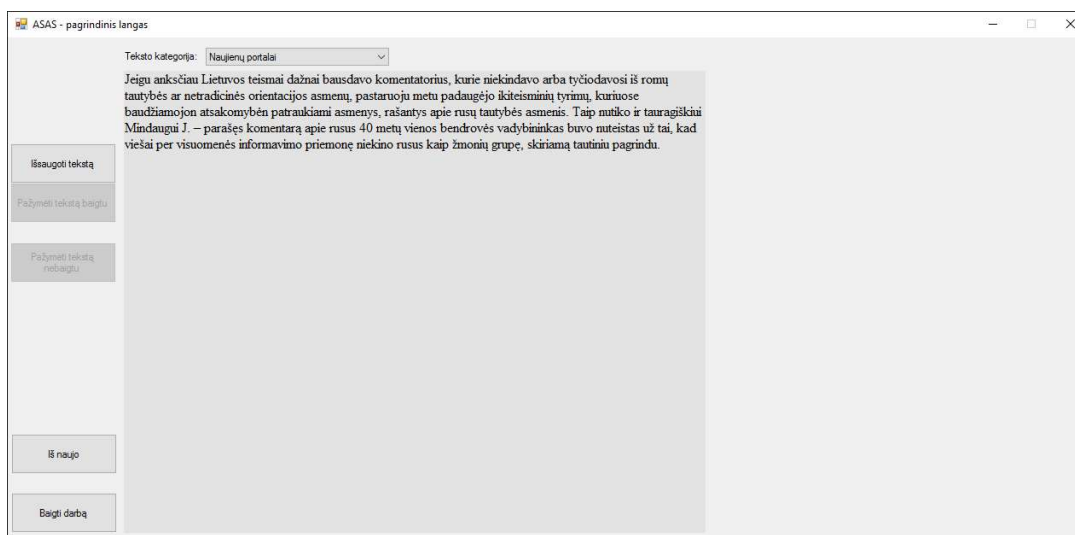 ASAS - pagrindinis langas
Teksto kategorija: Naujienų portalai
Jeigu anksčiau Lietuvos teismai dažnai bausdavo komentatorius, kurie niekindavo arba tyčiodavosi iš romų
tautybės ar netradicinės orientacijos asmenų, pastaruoju metu padaugėjo ikiteisminių tyrimų, kuriuose
baudžiamojon atsakomybėn patraukiami asmenys, rašantys apie rusų tautybės asmenis. Taip nutiko ir tauragiškiui
Mindaugui J. – parašęs komentarą apie rusus 40 metų vienos bendrovės vadybininkas buvo nuteistas už tai, kad
viešai per visuomenės informavimo priemonę niekino rusus kaip žmonių grupę, skiriamą tautiniu pagrindu.
Išsaugoti tekstą
Pažymėti tekstą baigtu
Pažymėti tekstą
nebaigtu
Iš naujo
Baigti darbą